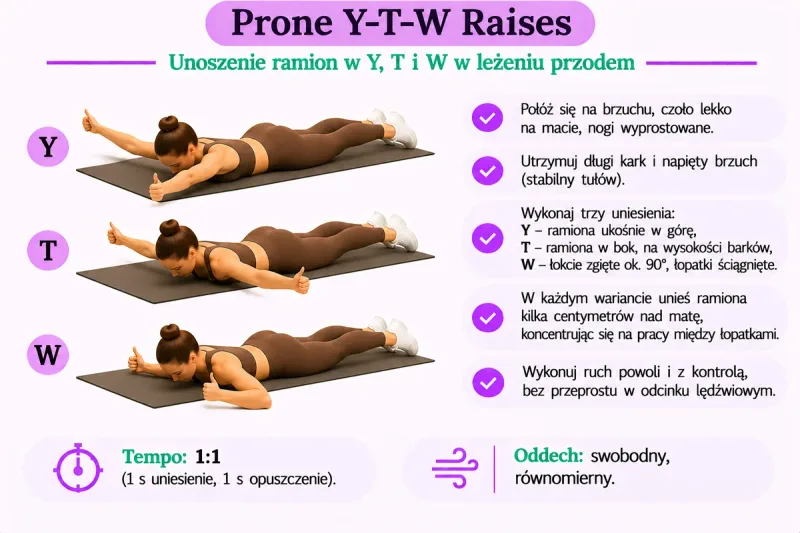 Prone Y-T-W Raises
Unoszenie ramion w Y, T i W w leżeniu przodem
Y
T
W
Połóż się na brzuchu, czoło lekko
na macie, nogi wyprostowane.
Utrzymuj długi kark i napięty brzuch
(stabilny tułów).
Wykonaj trzy uniesienia:
Y – ramiona ukośnie w górę,
T – ramiona w bok, na wysokości barków,
W – łokcie zgięte ok. 90°, łopatki ściągnięte.
W każdym wariancie unieś ramiona
kilka centymetrów nad matę,
koncentrując się na pracy między łopatkami.
Wykonuj ruch powoli i z kontrolą,
bez przeprostu w odcinku lędźwiowym.
Tempo: 1:1
(1 s uniesienie, 1 s opuszczenie).
Oddech: swobodny,
równomierny.